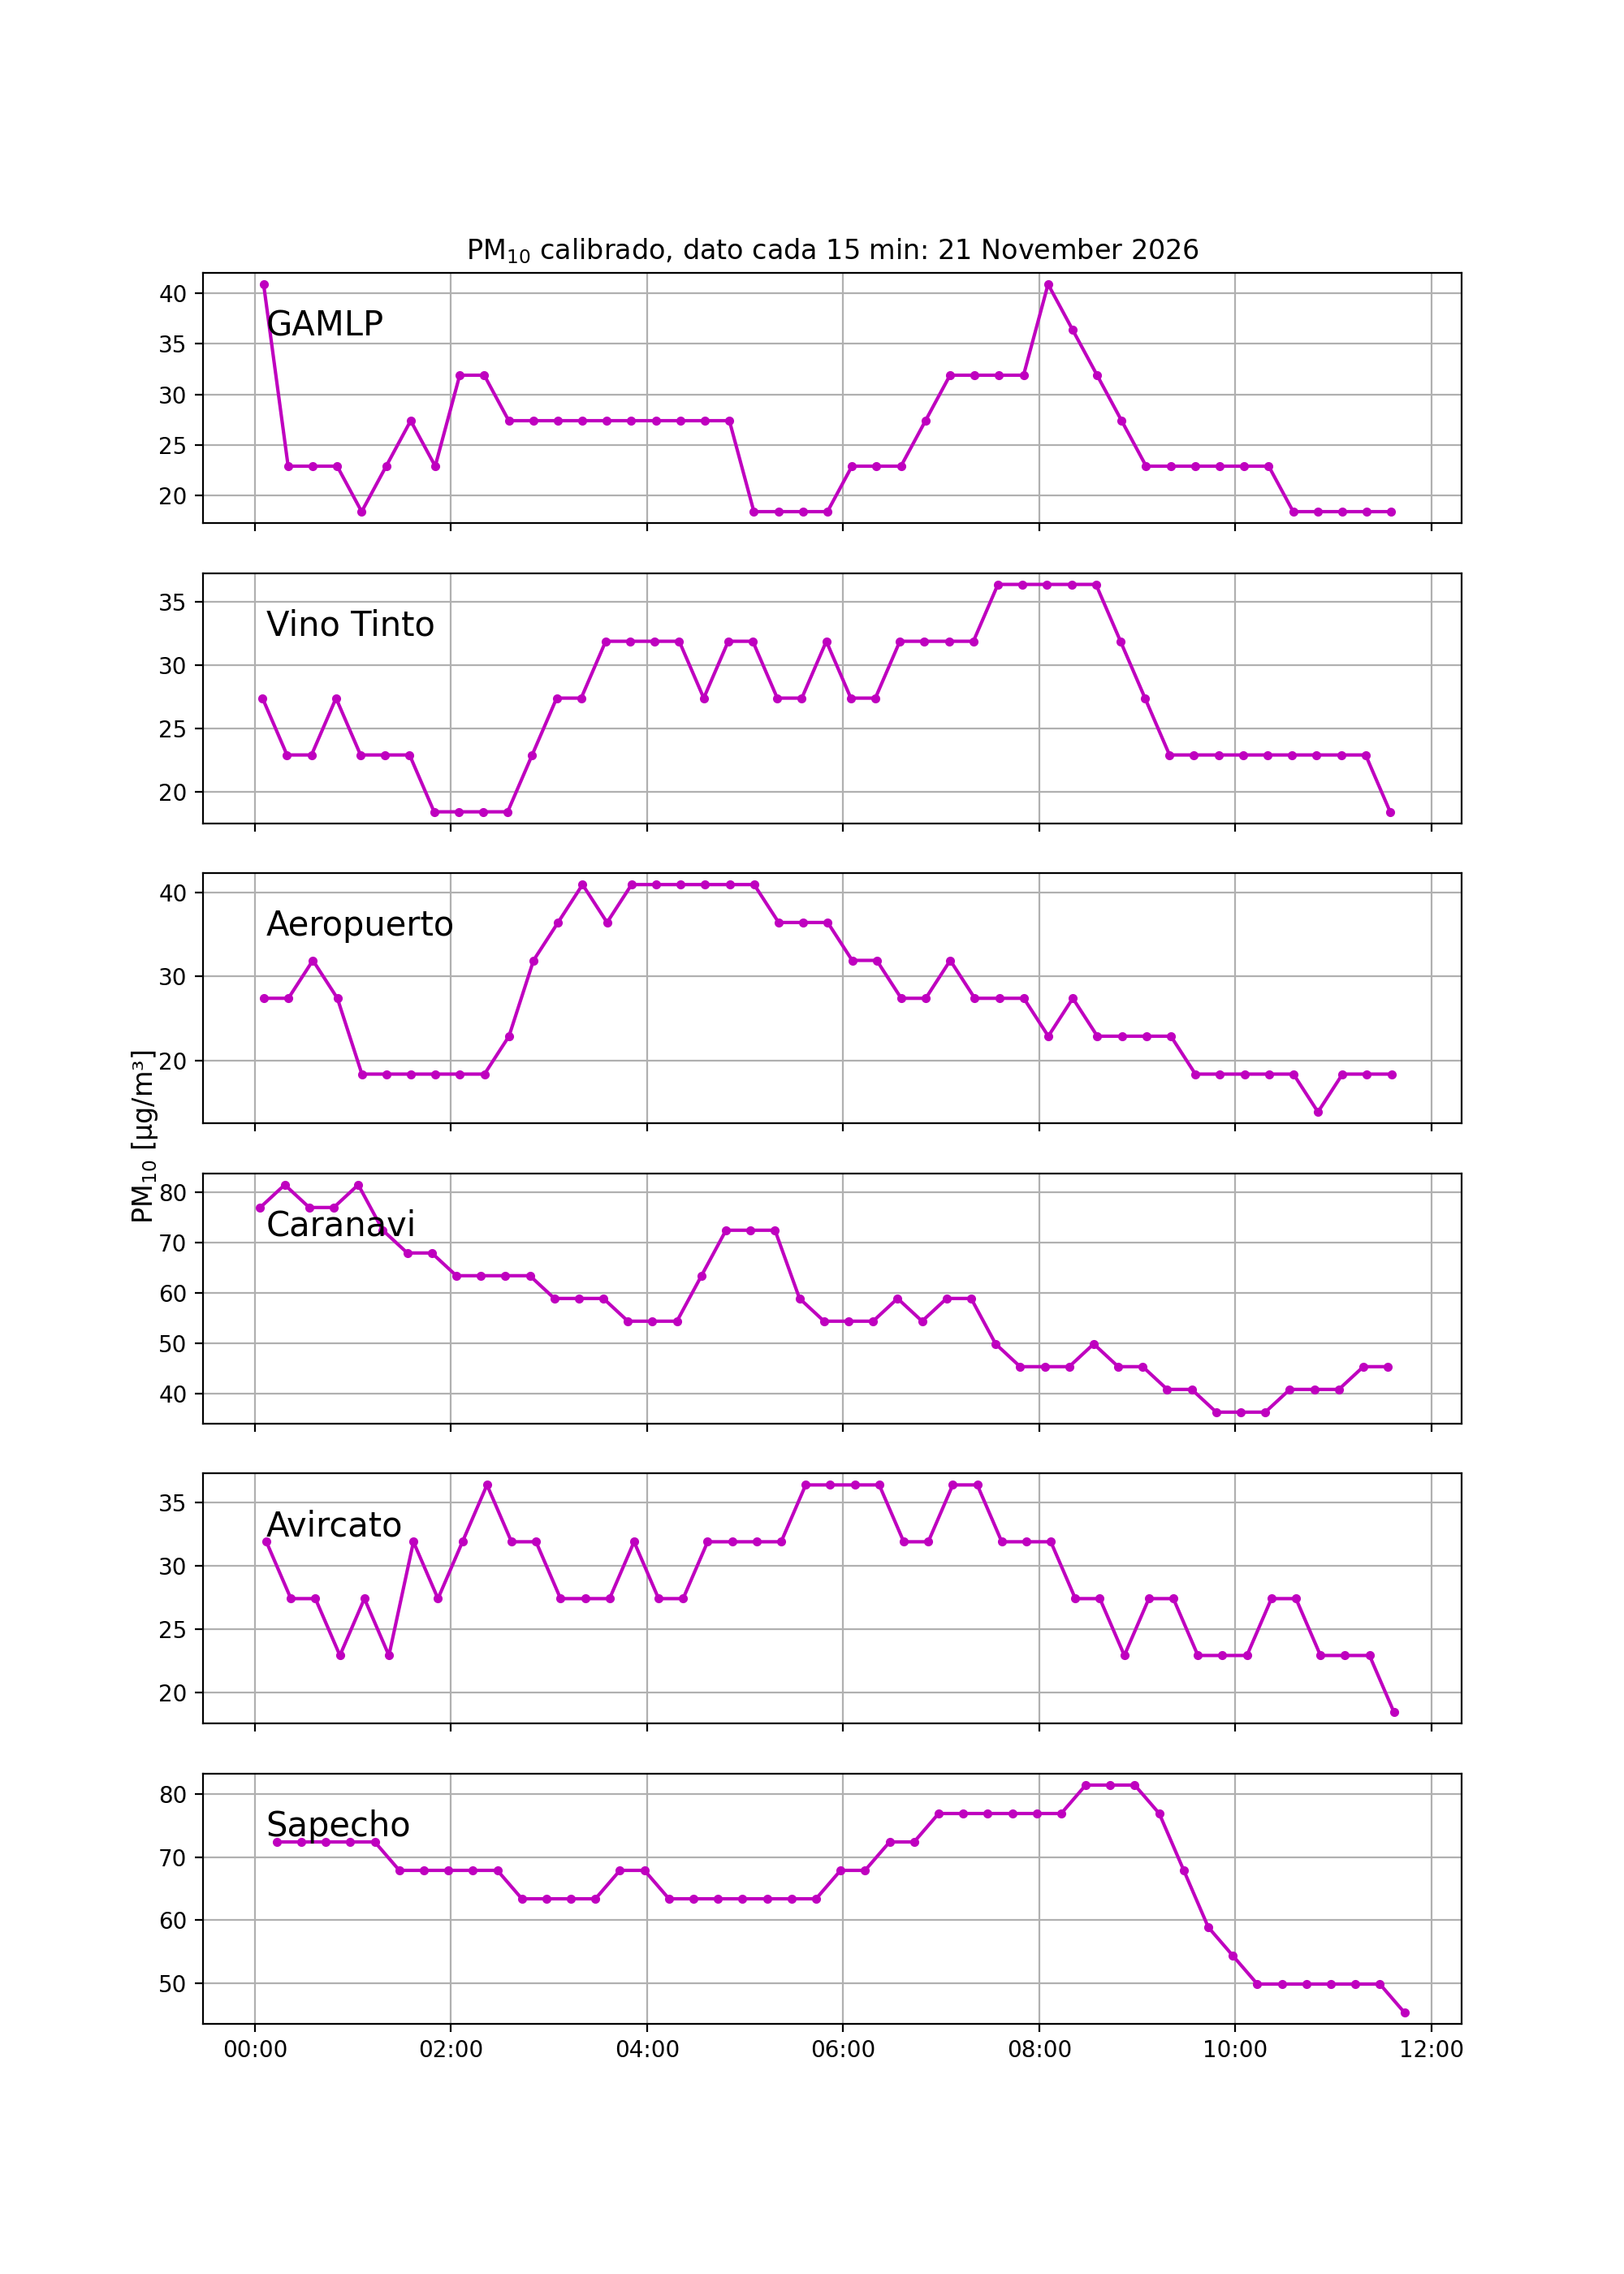 PM₁₀ calibrado, dato cada 15 min: 21 November 2026
PM₁₀ [µg/m³]
40
35
30
25
20
GAMLP
35
30
25
20
Vino Tinto
40
30
20
Aeropuerto
80
70
60
50
40
Caranavi
35
30
25
20
Avircato
80
70
60
50
Sapecho
00:00 02:00 04:00 06:00 08:00 10:00 12:00